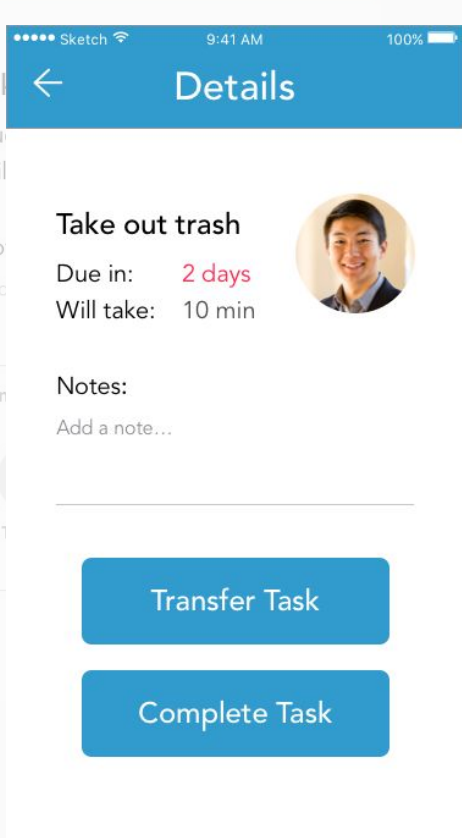 Sketch 9:41 AM 100%
Details
Take out trash
Due in: 2 days
Will take: 10 min
Notes:
Add a note...
Transfer Task
Complete Task